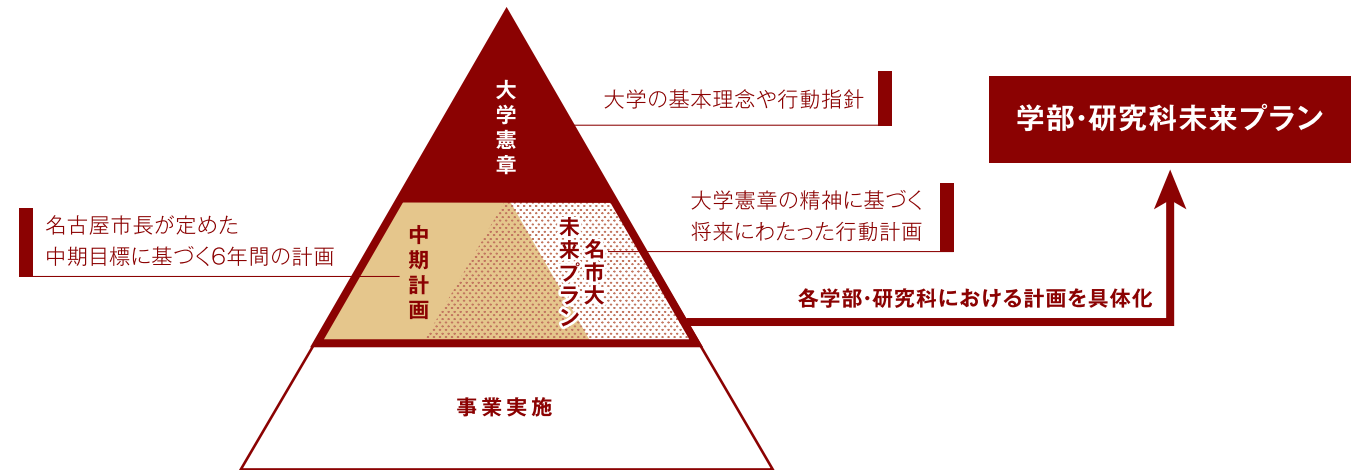 大学憲章
大学の基本理念や行動指針
学部・研究科未来プラン
名古屋市長が定めた
中期目標に基づく6年間の計画
中期計画
名市大
未来プラン
大学憲章の精神に基づく
将来にわたった行動計画
各学部・研究科における計画を具体化
事業実施